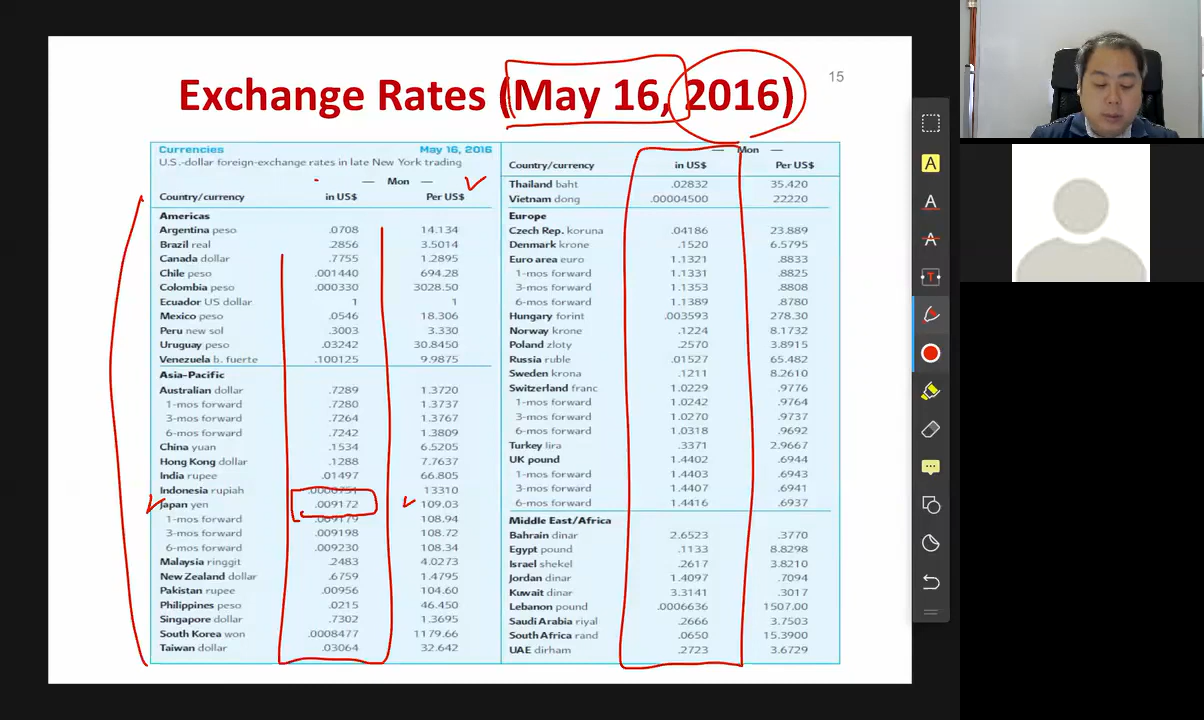 Exchange Rates (May 16, 2016)
15
Currencies May 16, 2016
U.S.-dollar foreign-exchange rates in late New York trading
— Mon —
Country/currency in US$ Per US$
Americas
Argentina peso .0708 14.134
Brazil real .2856 3.5014
Canada dollar .7755 1.2895
Chile peso .001440 694.28
Colombia peso .000330 3028.50
Ecuador US dollar 1 1
Mexico peso .0546 18.306
Peru new sol .3003 3.330
Uruguay peso .03242 30.8450
Venezuela b. fuerte .100125 9.9875
Asia-Pacific
Australian dollar .7289 1.3720
1-mos forward .7280 1.3737
3-mos forward .7264 1.3767
6-mos forward .7242 1.3809
China yuan .1534 6.5205
Hong Kong dollar .1288 7.7637
India rupee .01497 66.805
Indonesia rupiah .0000751 13310
Japan yen .009172 109.03
1-mos forward .009179 108.94
3-mos forward .009198 108.72
6-mos forward .009230 108.34
Malaysia ringgit .2483 4.0273
New Zealand dollar .6759 1.4795
Pakistan rupee .00956 104.60
Philippines peso .0215 46.450
Singapore dollar .7302 1.3695
South Korea won .0008477 1179.66
Taiwan dollar .03064 32.642
— Mon —
Country/currency in US$ Per US$
Thailand baht .02832 35.420
Vietnam dong .00004500 22220
Europe
Czech Rep. koruna .04186 23.889
Denmark krone .1520 6.5795
Euro area euro 1.1321 .8833
1-mos forward 1.1331 .8825
3-mos forward 1.1353 .8808
6-mos forward 1.1389 .8780
Hungary forint .003593 278.30
Norway krone .1224 8.1732
Poland zloty .2570 3.8915
Russia ruble .01527 65.482
Sweden krona .1211 8.2610
Switzerland franc 1.0229 .9776
1-mos forward 1.0242 .9764
3-mos forward 1.0270 .9737
6-mos forward 1.0318 .9692
Turkey lira .3371 2.9667
UK pound 1.4402 .6944
1-mos forward 1.4403 .6943
3-mos forward 1.4407 .6941
6-mos forward 1.4416 .6937
Middle East/Africa
Bahrain dinar 2.6523 .3770
Egypt pound .1133 8.8298
Israel shekel .2617 3.8210
Jordan dinar 1.4097 .7094
Kuwait dinar 3.3141 .3017
Lebanon pound .0006636 1507.00
Saudi Arabia riyal .2666 3.7503
South Africa rand .0650 15.3900
UAE dirham .2723 3.6729
A
A
A
T